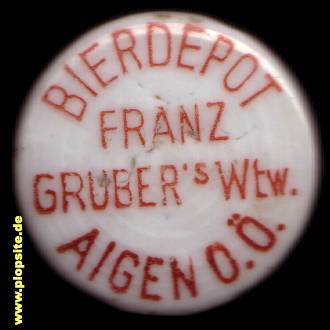 BIERDEPOT
FRANZ
GRUBER's Wtw.
AIGEN O.Ö.
www.plopsite.de